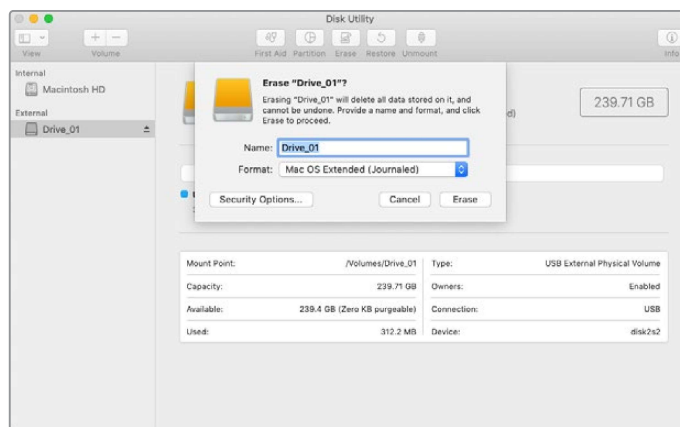 Disk Utility
View
Volume
First Aid Partition Erase Restore Unmount
Info
Internal
Macintosh HD
External
Drive_01
Erase "Drive_01"?
Erasing "Drive_01" will delete all data stored on it, and
cannot be undone. Provide a name and format, and click
Erase to proceed.
d)
239.71 GB
Name: Drive_01
Format: Mac OS Extended (Journaled)
Security Options...
Cancel
Erase
Mount Point: /Volumes/Drive_01
Type: USB External Physical Volume
Capacity: 239.71 GB
Owners: Enabled
Available: 239.4 GB (Zero KB purgeable)
Connection: USB
Used: 312.2 MB
Device: disk2s2